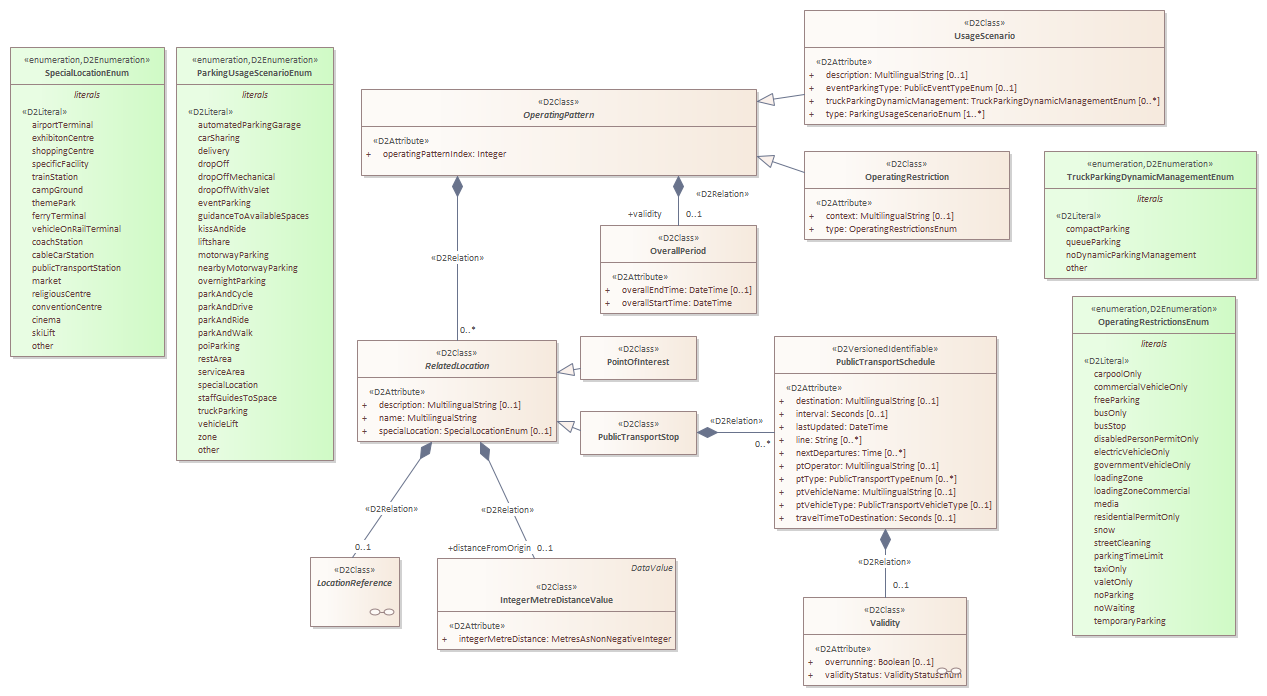 «enumeration,D2Enumeration»
SpecialLocationEnum
literals
«D2Literal»
airportTerminal
exhibitonCentre
shoppingCentre
specificFacility
trainStation
campGround
themePark
ferryTerminal
vehicleOnRailTerminal
coachStation
cableCarStation
publicTransportStation
market
religiousCentre
conventionCentre
cinema
skiLift
other
«enumeration,D2Enumeration»
ParkingUsageScenarioEnum
literals
«D2Literal»
automatedParkingGarage
carSharing
delivery
dropOff
dropOffMechanical
dropOffWithValet
eventParking
guidanceToAvailableSpaces
kissAndRide
liftshare
motorwayParking
nearbyMotorwayParking
overnightParking
parkAndCycle
parkAndDrive
parkAndRide
parkAndWalk
poiParking
restArea
serviceArea
specialLocation
staffGuidesToSpace
truckParking
vehicleLift
zone
other
«D2Class»
OperatingPattern
«D2Attribute»
+ operatingPatternIndex: Integer
«D2Class»
UsageScenario
«D2Attribute»
+ description: MultilingualString [0..1]
+ eventParkingType: PublicEventTypeEnum [0..1]
+ truckParkingDynamicManagement: TruckParkingDynamicManagementEnum [0..*]
+ type: ParkingUsageScenarioEnum [1..*]
«D2Class»
OperatingRestriction
«D2Attribute»
+ context: MultilingualString [0..1]
+ type: OperatingRestrictionsEnum
«enumeration,D2Enumeration»
TruckParkingDynamicManagementEnum
literals
«D2Literal»
compactParking
queueParking
noDynamicParkingManagement
other
«D2Relation»
+validity
0..1
«D2Class»
OverallPeriod
«D2Attribute»
+ overallEndTime: DateTime [0..1]
+ overallStartTime: DateTime
«D2Relation»
0..*
«D2Class»
RelatedLocation
«D2Attribute»
+ description: MultilingualString [0..1]
+ name: MultilingualString
+ specialLocation: SpecialLocationEnum [0..1]
«D2Class»
PointOfInterest
«D2Class»
PublicTransportStop
«D2Relation»
0..*
«D2VersionedIdentifiable»
PublicTransportSchedule
«D2Attribute»
+ destination: MultilingualString [0..1]
+ interval: Seconds [0..1]
+ lastUpdated: DateTime
+ line: String [0..*]
+ nextDepartures: Time [0..*]
+ ptOperator: MultilingualString [0..1]
+ ptType: PublicTransportTypeEnum [0..*]
+ ptVehicleName: MultilingualString [0..1]
+ ptVehicleType: PublicTransportVehicleType [0..1]
+ travelTimeToDestination: Seconds [0..1]
«enumeration,D2Enumeration»
OperatingRestrictionsEnum
literals
«D2Literal»
carpoolOnly
commercialVehicleOnly
freeParking
busOnly
busStop
disabledPersonPermitOnly
electricVehicleOnly
governmentVehicleOnly
loadingZone
loadingZoneCommercial
media
residentialPermitOnly
snow
streetCleaning
parkingTimeLimit
taxiOnly
valetOnly
noParking
noWaiting
temporaryParking
«D2Relation»
0..1
«D2Class»
LocationReference
«D2Relation»
+distanceFromOrigin 0..1
DataValue
«D2Class»
IntegerMetreDistanceValue
«D2Attribute»
+ integerMetreDistance: MetresAsNonNegativeInteger
«D2Relation»
0..1
«D2Class»
Validity
«D2Attribute»
+ overrunning: Boolean [0..1]
+ validityStatus: ValidityStatusEnum